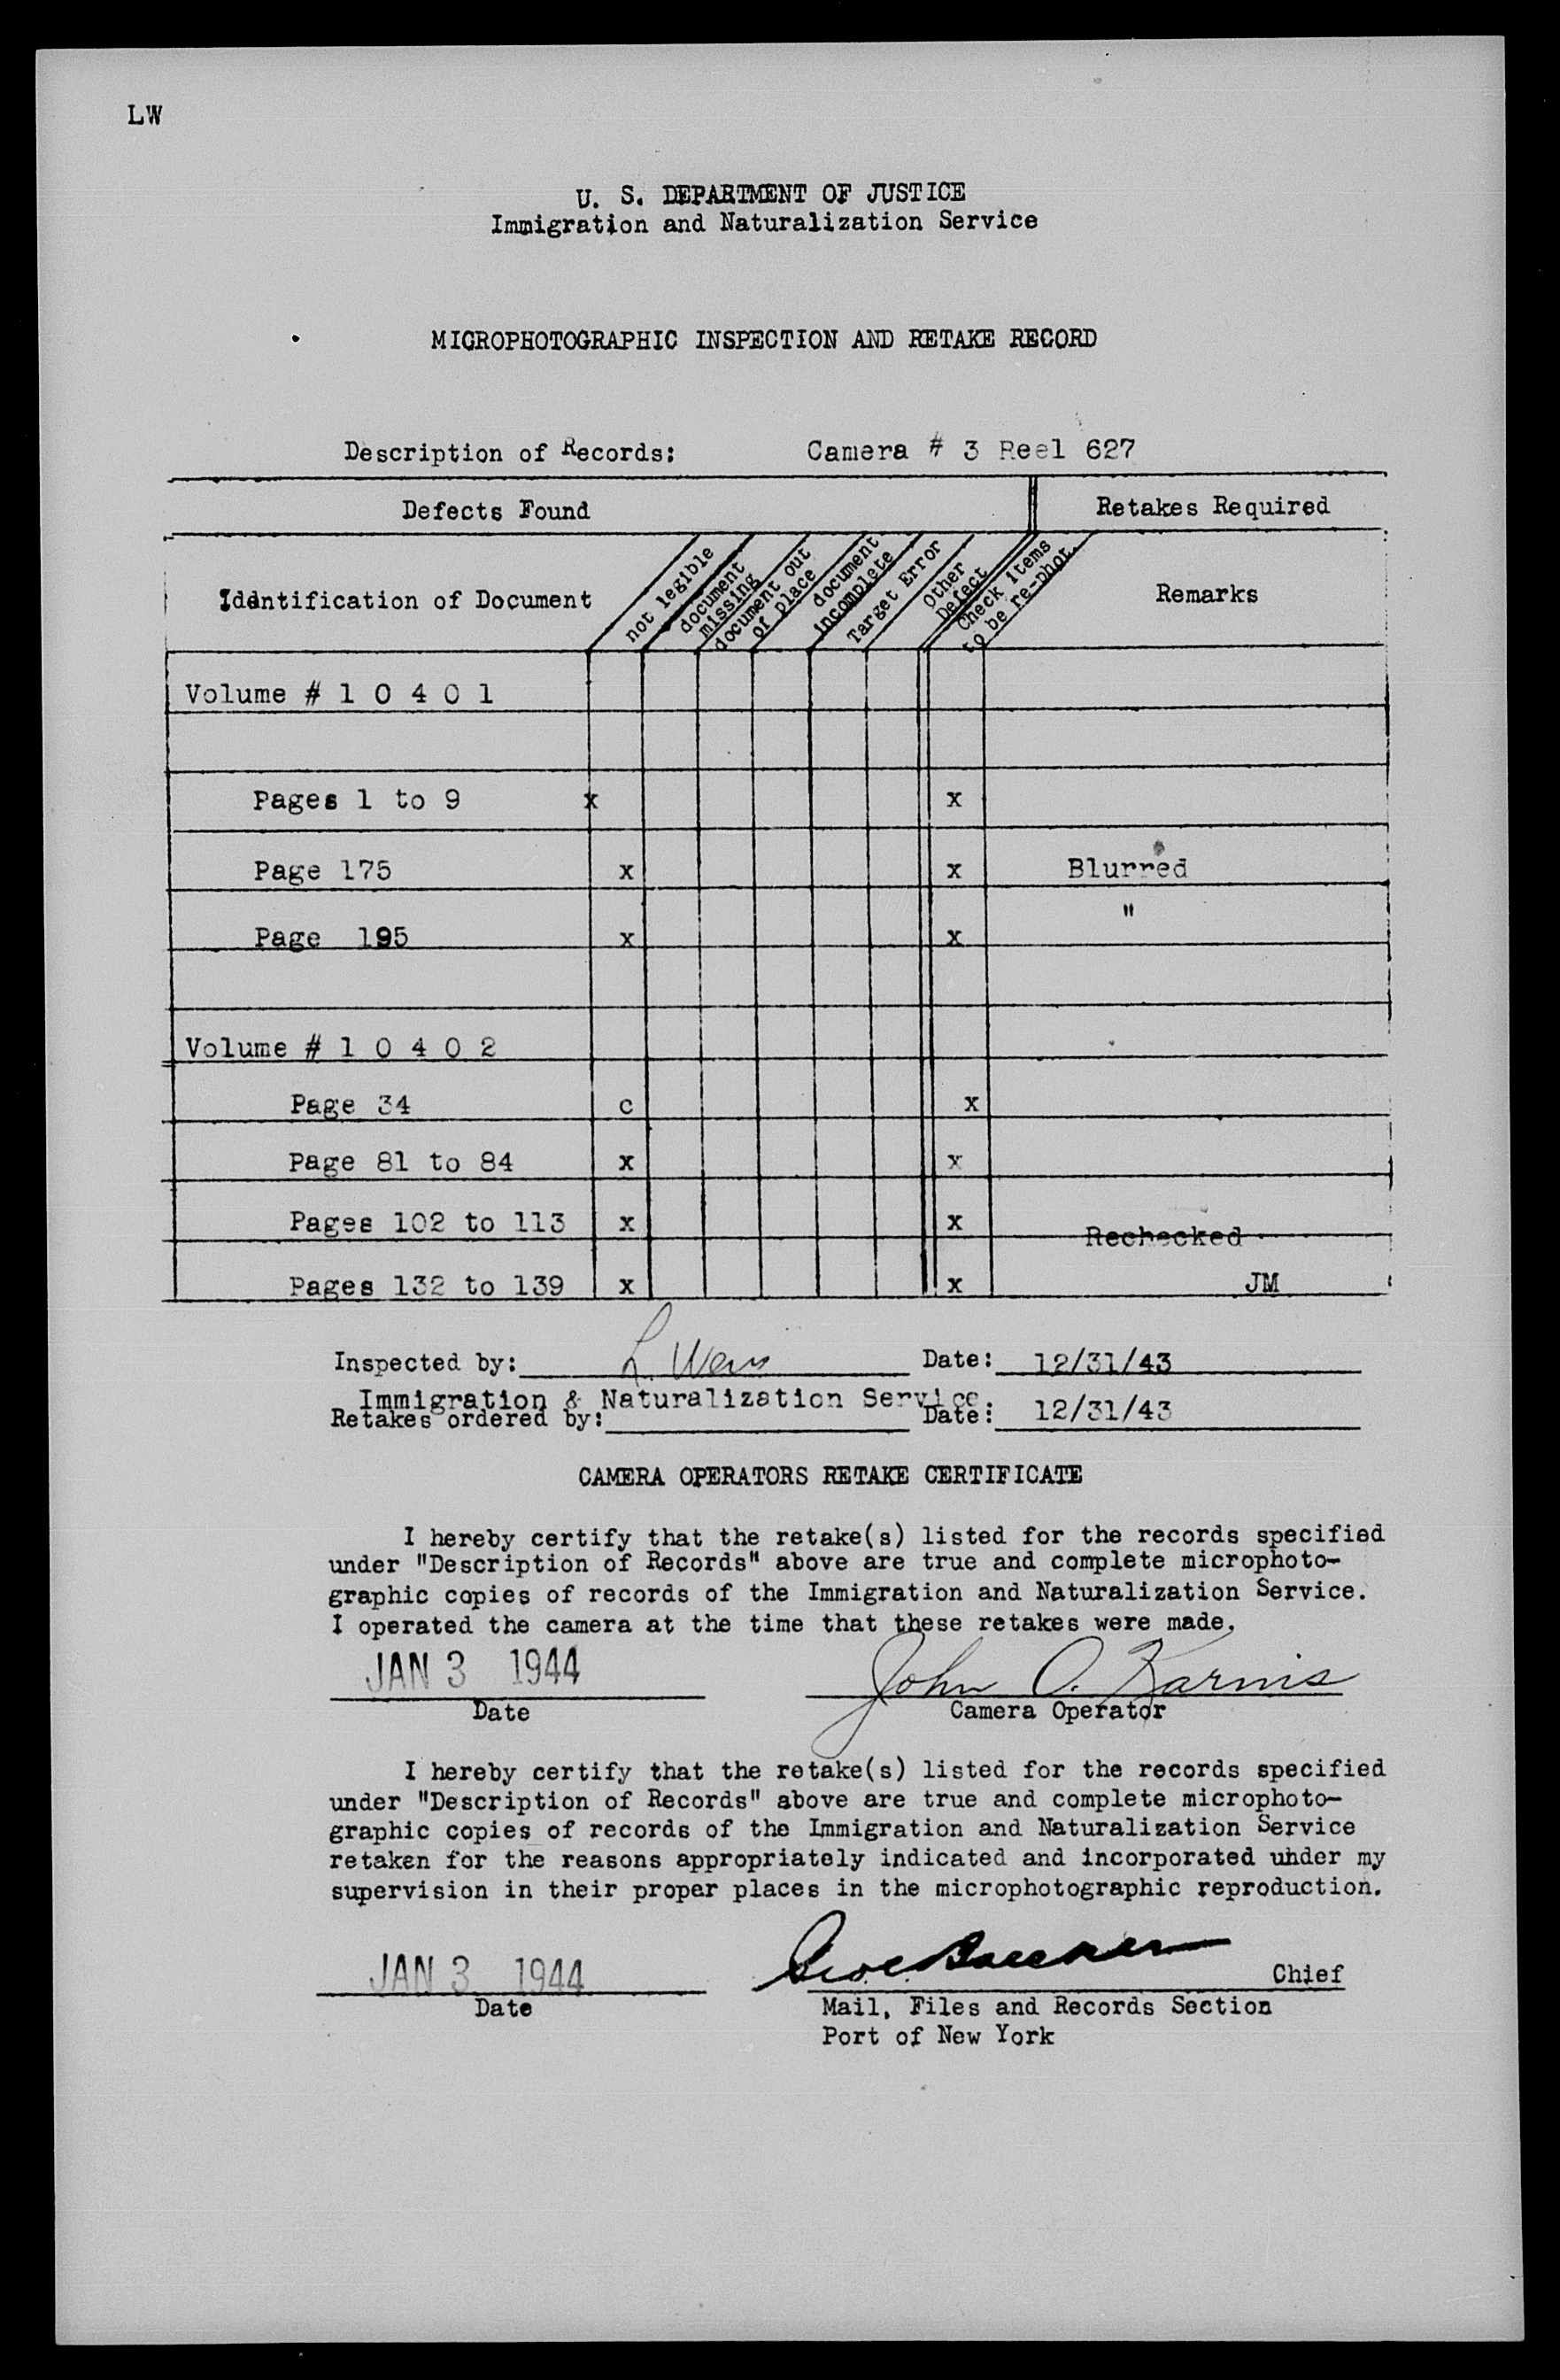 LW
U. S. DEPARTMENT OF JUSTICE
Immigration and Naturalization Service
MICROPHOTOGRAPHIC INSPECTION AND RETAKE RECORD
Description of Records: Camera # 3 Reel 627
Defects Found Retakes Required
Identification of Document
not legible
document missing
document out of place
document incomplete
Target Error
Other Defect
Check items to be re-phot.
Remarks
Volume # 1 0 4 0 1
Pages 1 to 9 x x
Page 175 x x Blurred
Page 195 x x "
Volume # 1 0 4 0 2
Page 34 c x
Page 81 to 84 x x
Pages 102 to 113 x x Rechecked
Pages 132 to 139 x x JM
Inspected by: L. Date: 12/31/43
Immigration & Naturalization Service.
Retakes ordered by: Date: 12/31/43
CAMERA OPERATORS RETAKE CERTIFICATE
I hereby certify that the retake(s) listed for the records specified
under "Description of Records" above are true and complete microphoto-
graphic copies of records of the Immigration and Naturalization Service.
I operated the camera at the time that these retakes were made.
JAN 3 1944 John O. Karnis
Date Camera Operator
I hereby certify that the retake(s) listed for the records specified
under "Description of Records" above are true and complete microphoto-
graphic copies of records of the Immigration and Naturalization Service
retaken for the reasons appropriately indicated and incorporated under my
supervision in their proper places in the microphotographic reproduction.
JAN 3 1944 Chief
Date Mail, Files and Records Section
Port of New York